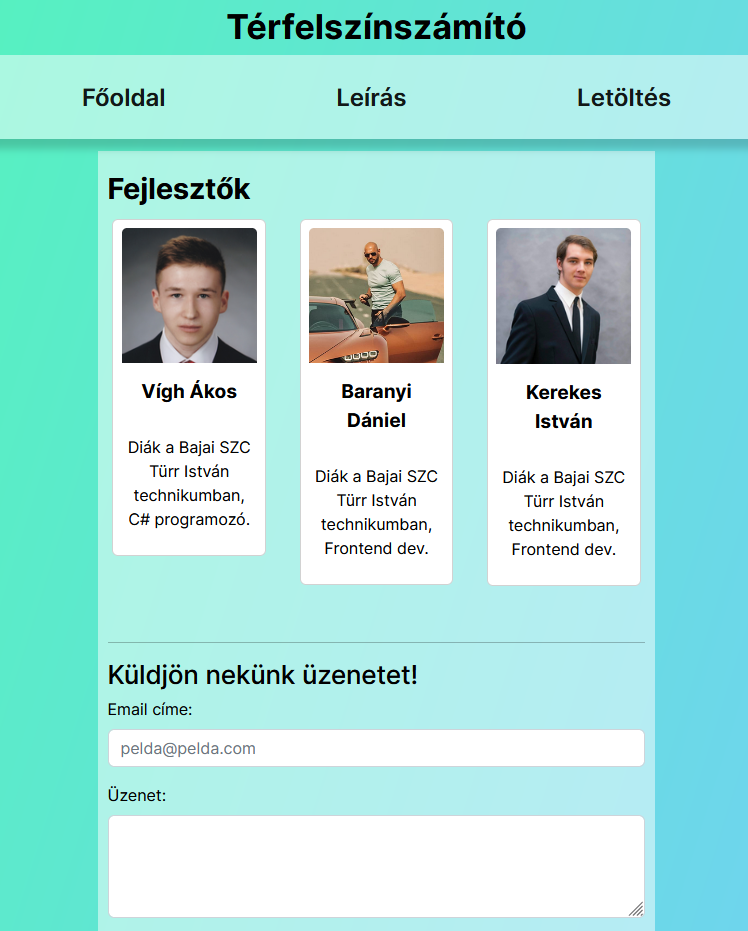 Térfelszínszámító
Főoldal
Leírás
Letöltés
Fejlesztők
Vígh Ákos
Diák a Bajai SZC
Türr István
technikumban,
C# programozó.
Baranyi
Dániel
Diák a Bajai SZC
Türr István
technikumban,
Frontend dev.
Kerekes
István
Diák a Bajai SZC
Türr István
technikumban,
Frontend dev.
Küldjön nekünk üzenetet!
Email címe:
pelda@pelda.com
Üzenet: